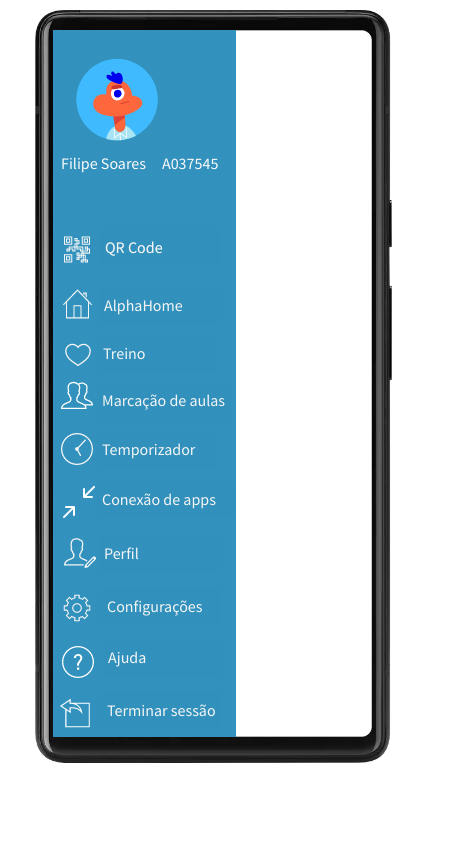 Filipe Soares A037545
QR Code
AlphaHome
Treino
Marcação de aulas
Temporizador
Conexão de apps
Perfil
Configurações
Ajuda
Terminar sessão